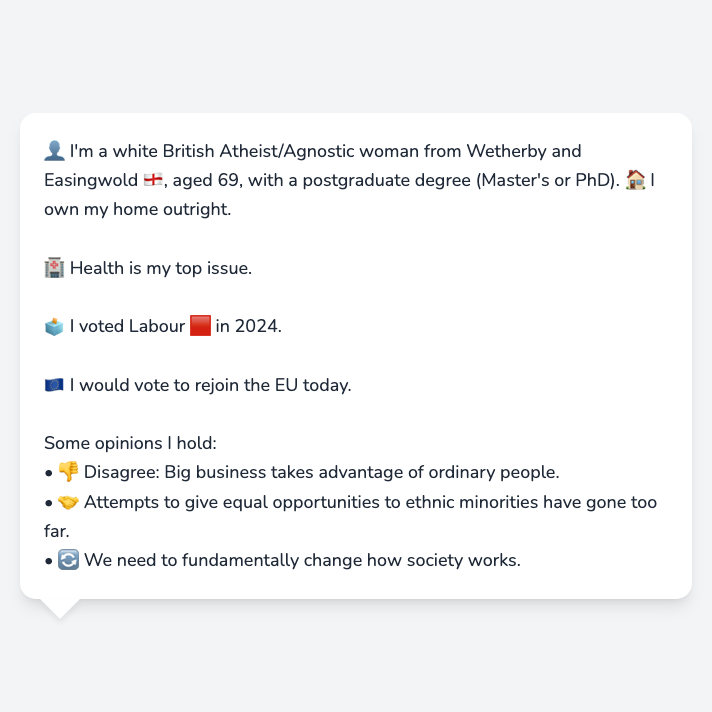 👤 I'm a white British Atheist/Agnostic woman from Wetherby and
Easingwold 🏴󠁧󠁢󠁥󠁮󠁧󠁿, aged 69, with a postgraduate degree (Master's or PhD). 🏠 I
own my home outright.
🏥 Health is my top issue.
🗳️ I voted Labour 🟥 in 2024.
🇪🇺 I would vote to rejoin the EU today.
Some opinions I hold:
• 👎 Disagree: Big business takes advantage of ordinary people.
• 🤝 Attempts to give equal opportunities to ethnic minorities have gone too
far.
• 🔄 We need to fundamentally change how society works.